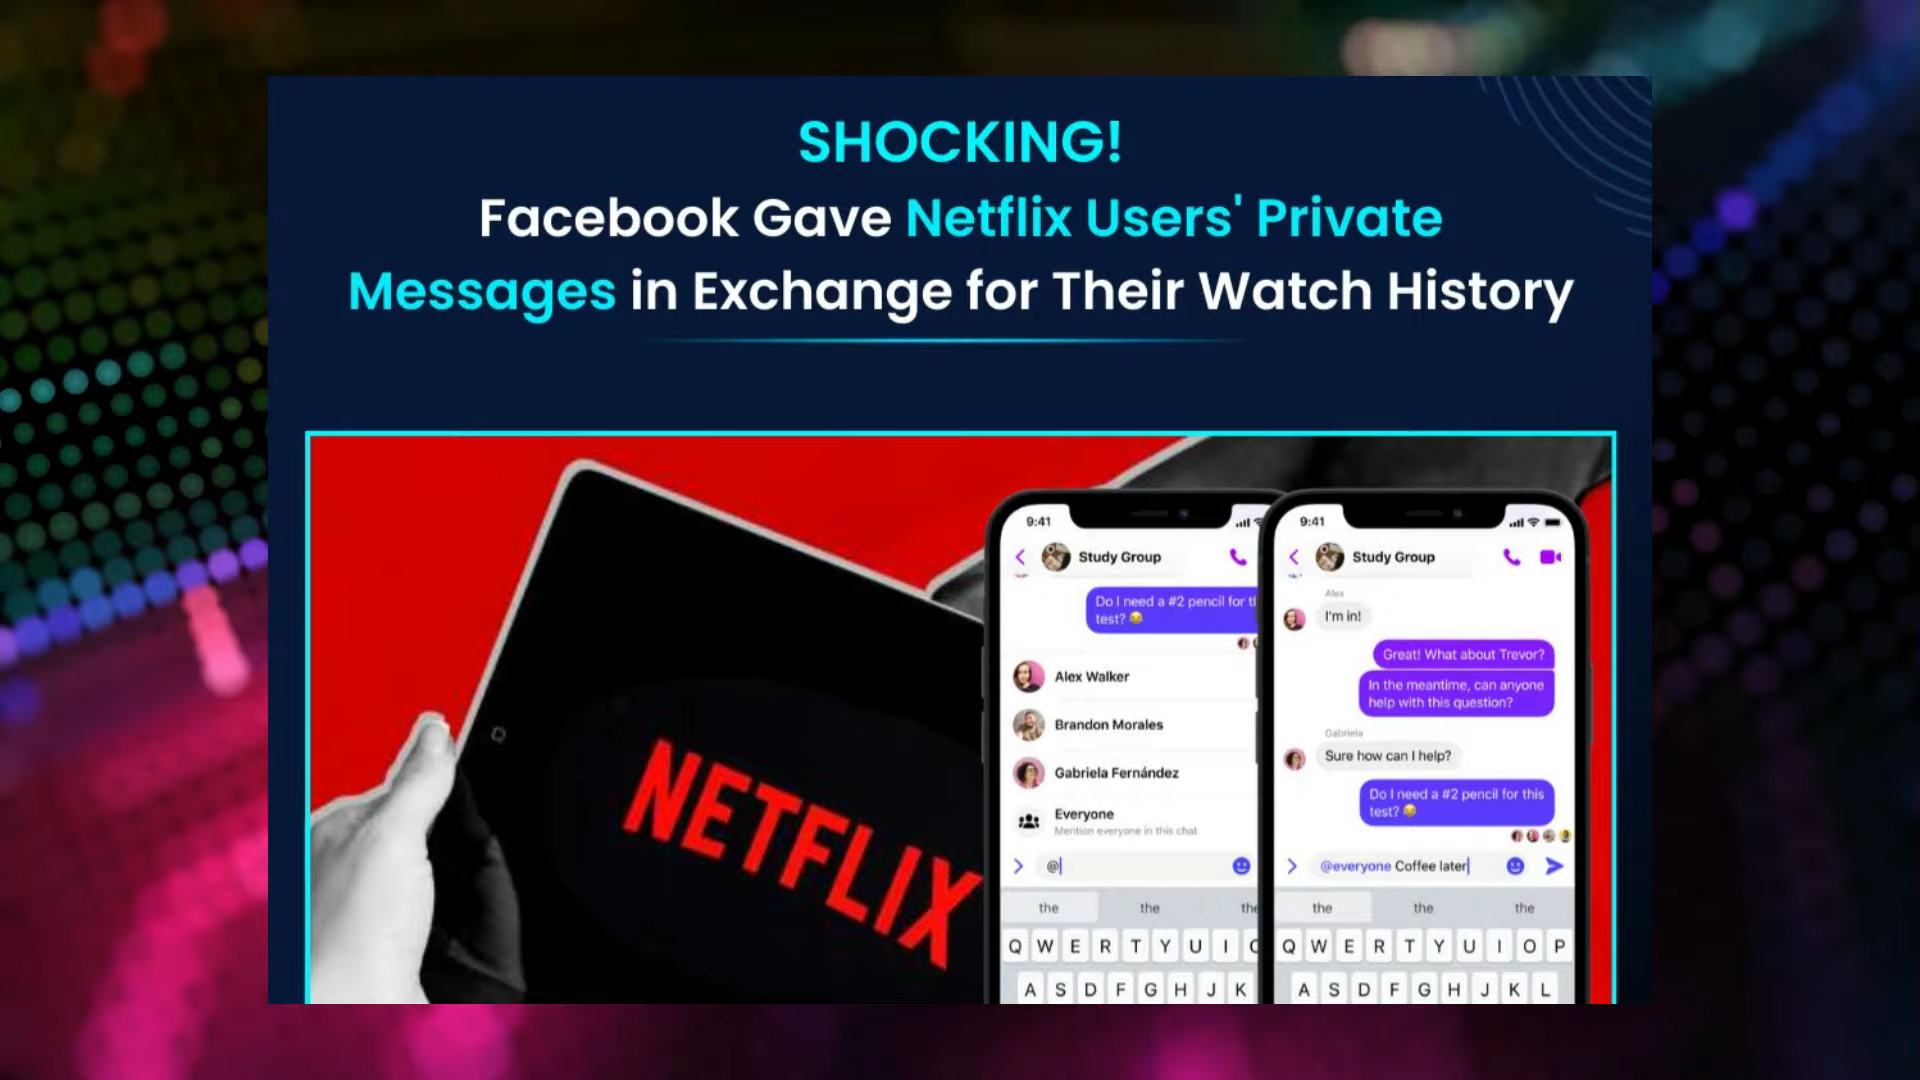 SHOCKING!
Facebook Gave Netflix Users' Private
Messages in Exchange for Their Watch History
NETFLIX
9:41
Study Group
Do I need a #2 pencil for
test? 😂
Alex Walker
Brandon Morales
Gabriela Fernández
Everyone
Mention everyone in this chat
@
the the the
Q W E R T Y U I
A S D F G H J K
9:41
Study Group
Alex
I'm in!
Great! What about Trevor?
In the meantime, can anyone
help with this question?
Gabriela
Sure how can I help?
Do I need a #2 pencil for this
test? 😂
@everyone Coffee later
the the the
Q W E R T Y U I O P
A S D F G H J K L